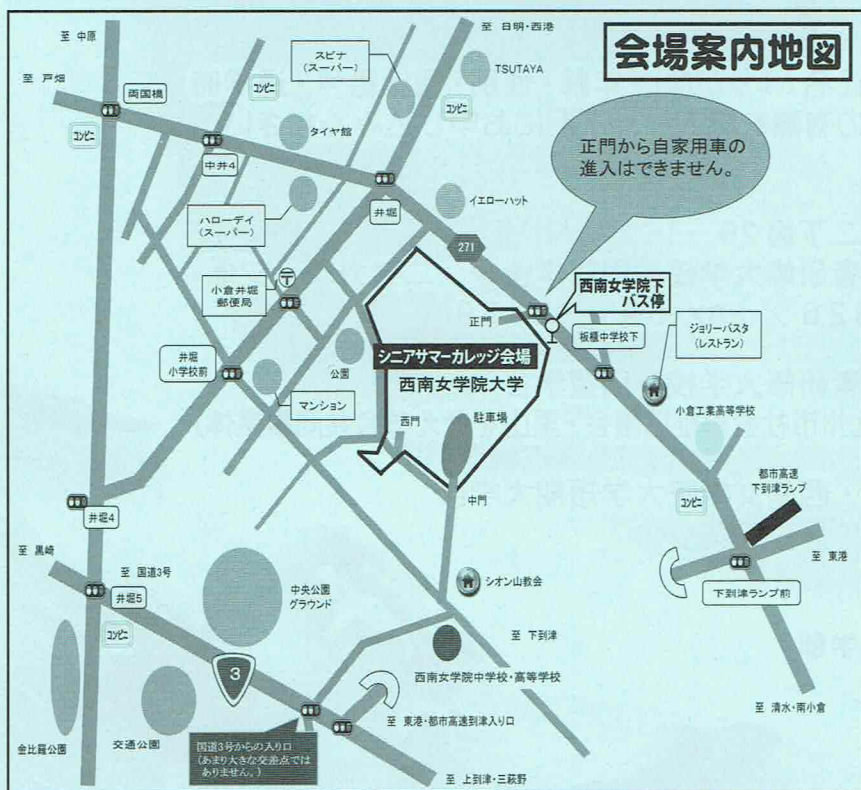 会場案内地図
至 中原
至 戸畑
両国橋
コンビニ
コンビニ
中井4
スピナ
(スーパー)
タイヤ館
至 日明・西港
TSUTAYA
コンビニ
正門から自家用車の
進入はできません。
ハローデイ
(スーパー)
井堀
イエローハット
271
小倉井堀
郵便局
〒
井堀
小学校前
公園
マンション
正門
西南女学院下
バス停
シニアサマーカレッジ会場
西南女学院大学
西門
駐車場
中門
板櫃中学校下
ジョリーパスタ
(レストラン)
小倉工業高等学校
コンビニ
都市高速
下到津ランプ
至 東港
下到津ランプ前
至 清水・南小倉
井堀4
至 黒崎
至 国道3号
井堀5
コンビニ
中央公園
グラウンド
シオン山教会
至 下到津
3
西南女学院中学校・高等学校
至 東港・都市高速到津入り口
金比羅公園
交通公園
国道3号からの入り口
(あまり大きな交差点では
ありません。)
至 上到津・三萩野